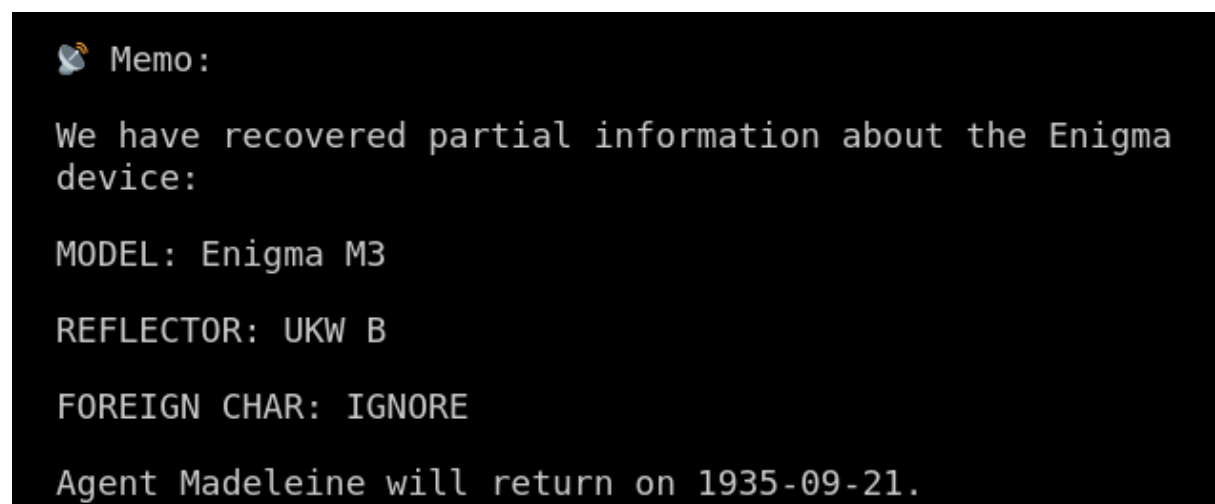 📡 Memo:
We have recovered partial information about the Enigma
device:
MODEL: Enigma M3
REFLECTOR: UKW B
FOREIGN CHAR: IGNORE
Agent Madeleine will return on 1935-09-21.